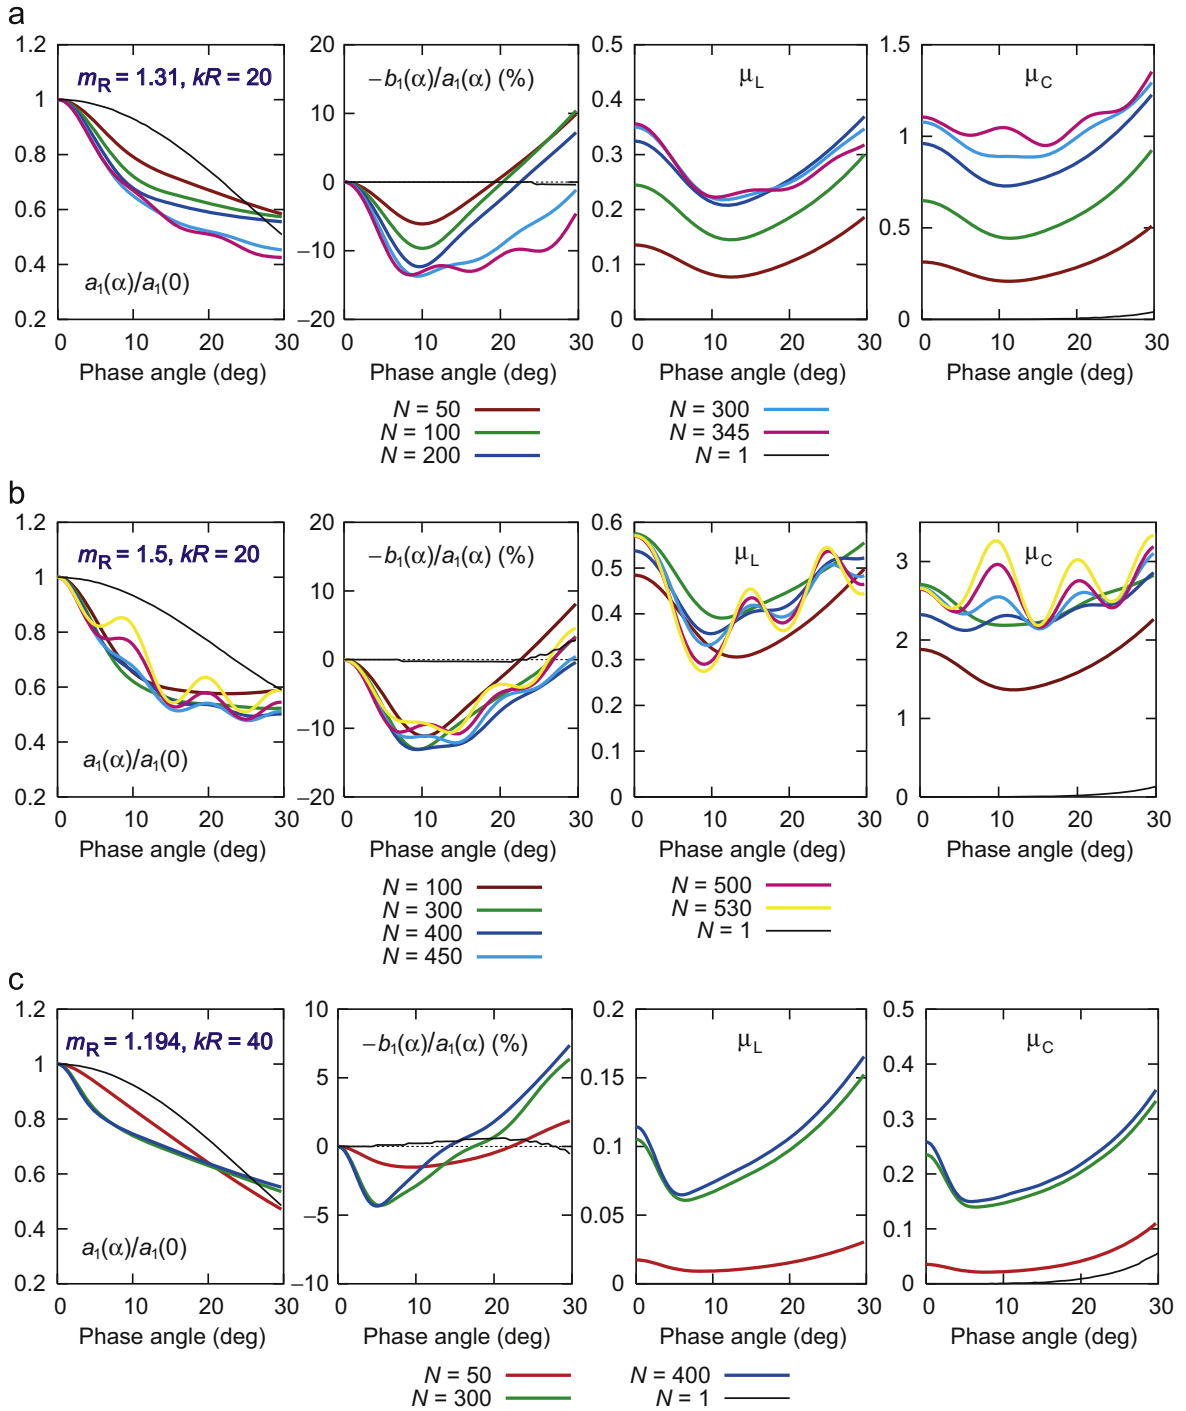 a
1.2
1
0.8
0.6
0.4
0.2
0 10 20 30
Phase angle (deg)
mR = 1.31, kR = 20
a1(α)/a1(0)
20
10
0
−10
−20
0 10 20 30
Phase angle (deg)
−b1(α)/a1(α) (%)
0.5
0.4
0.3
0.2
0.1
0
0 10 20 30
Phase angle (deg)
μL
1.5
1
0.5
0
0 10 20 30
Phase angle (deg)
μC
N = 50
N = 100
N = 200
N = 300
N = 345
N = 1
b
1.2
1
0.8
0.6
0.4
0.2
0 10 20 30
Phase angle (deg)
mR = 1.5, kR = 20
a1(α)/a1(0)
20
10
0
−10
−20
0 10 20 30
Phase angle (deg)
−b1(α)/a1(α) (%)
0.6
0.5
0.4
0.3
0.2
0.1
0
0 10 20 30
Phase angle (deg)
μL
3
2
1
0
0 10 20 30
Phase angle (deg)
μC
N = 100
N = 300
N = 400
N = 450
N = 500
N = 530
N = 1
c
1.2
1
0.8
0.6
0.4
0.2
0 10 20 30
Phase angle (deg)
mR = 1.194, kR = 40
a1(α)/a1(0)
10
5
0
−5
−10
0 10 20 30
Phase angle (deg)
−b1(α)/a1(α) (%)
0.2
0.15
0.1
0.05
0
0 10 20 30
Phase angle (deg)
μL
0.5
0.4
0.3
0.2
0.1
0
0 10 20 30
Phase angle (deg)
μC
N = 50
N = 300
N = 400
N = 1